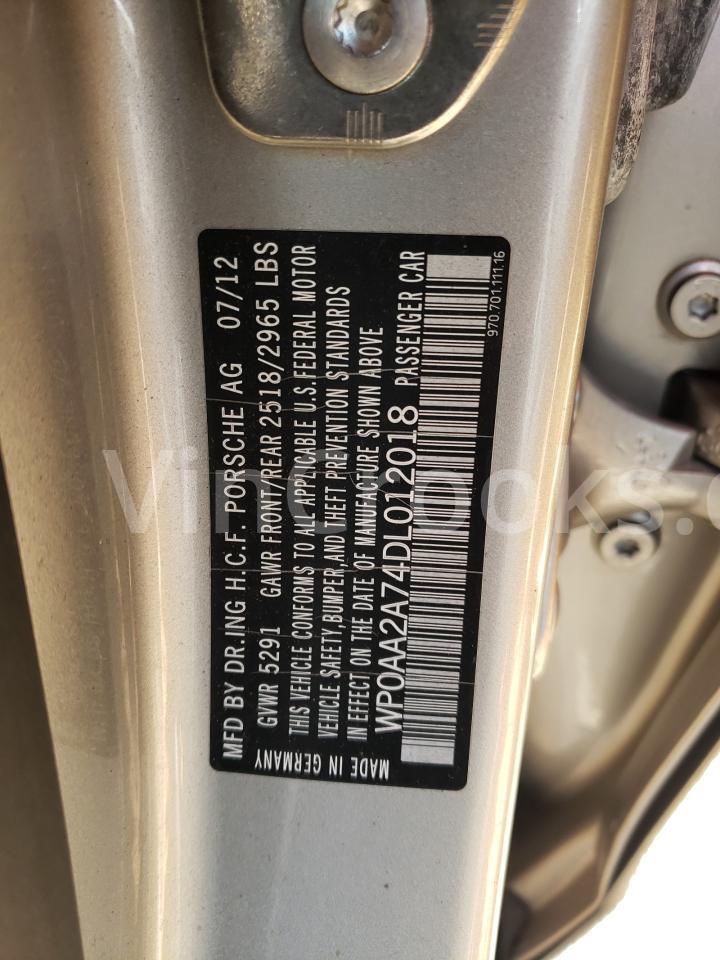 MFD BY DR.ING H.C.F. PORSCHE AG 07/12
GVWR 5291 GAWR FRONT/REAR 2518/2965 LBS
THIS VEHICLE CONFORMS TO ALL APPLICABLE U.S.FEDERAL MOTOR
VEHICLE SAFETY,BUMPER,AND THEFT PREVENTION STANDARDS
IN EFFECT ON THE DATE OF MANUFACTURE SHOWN ABOVE
WP0AA2A74DL012018 PASSENGER CAR
MADE IN GERMANY
970.701.111.16
VinCrooks.